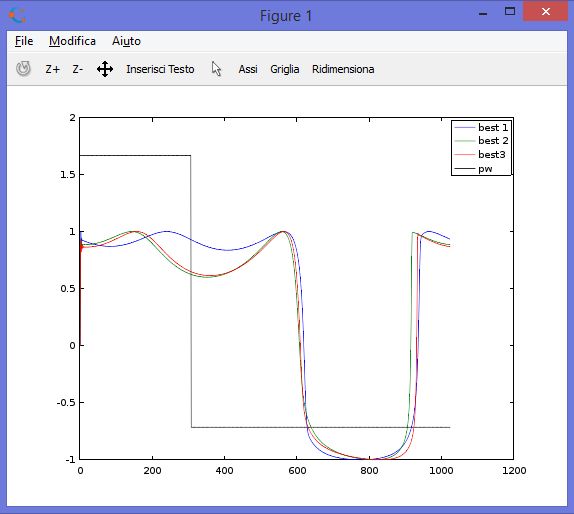 Figure 1
File Modifica Aiuto
Z+ Z- Inserisci Testo Assi Griglia Ridimensiona
2
best 1
best 2
best3
pw
1.5
1
0.5
0
-0.5
-1
0 200 400 600 800 1000 1200